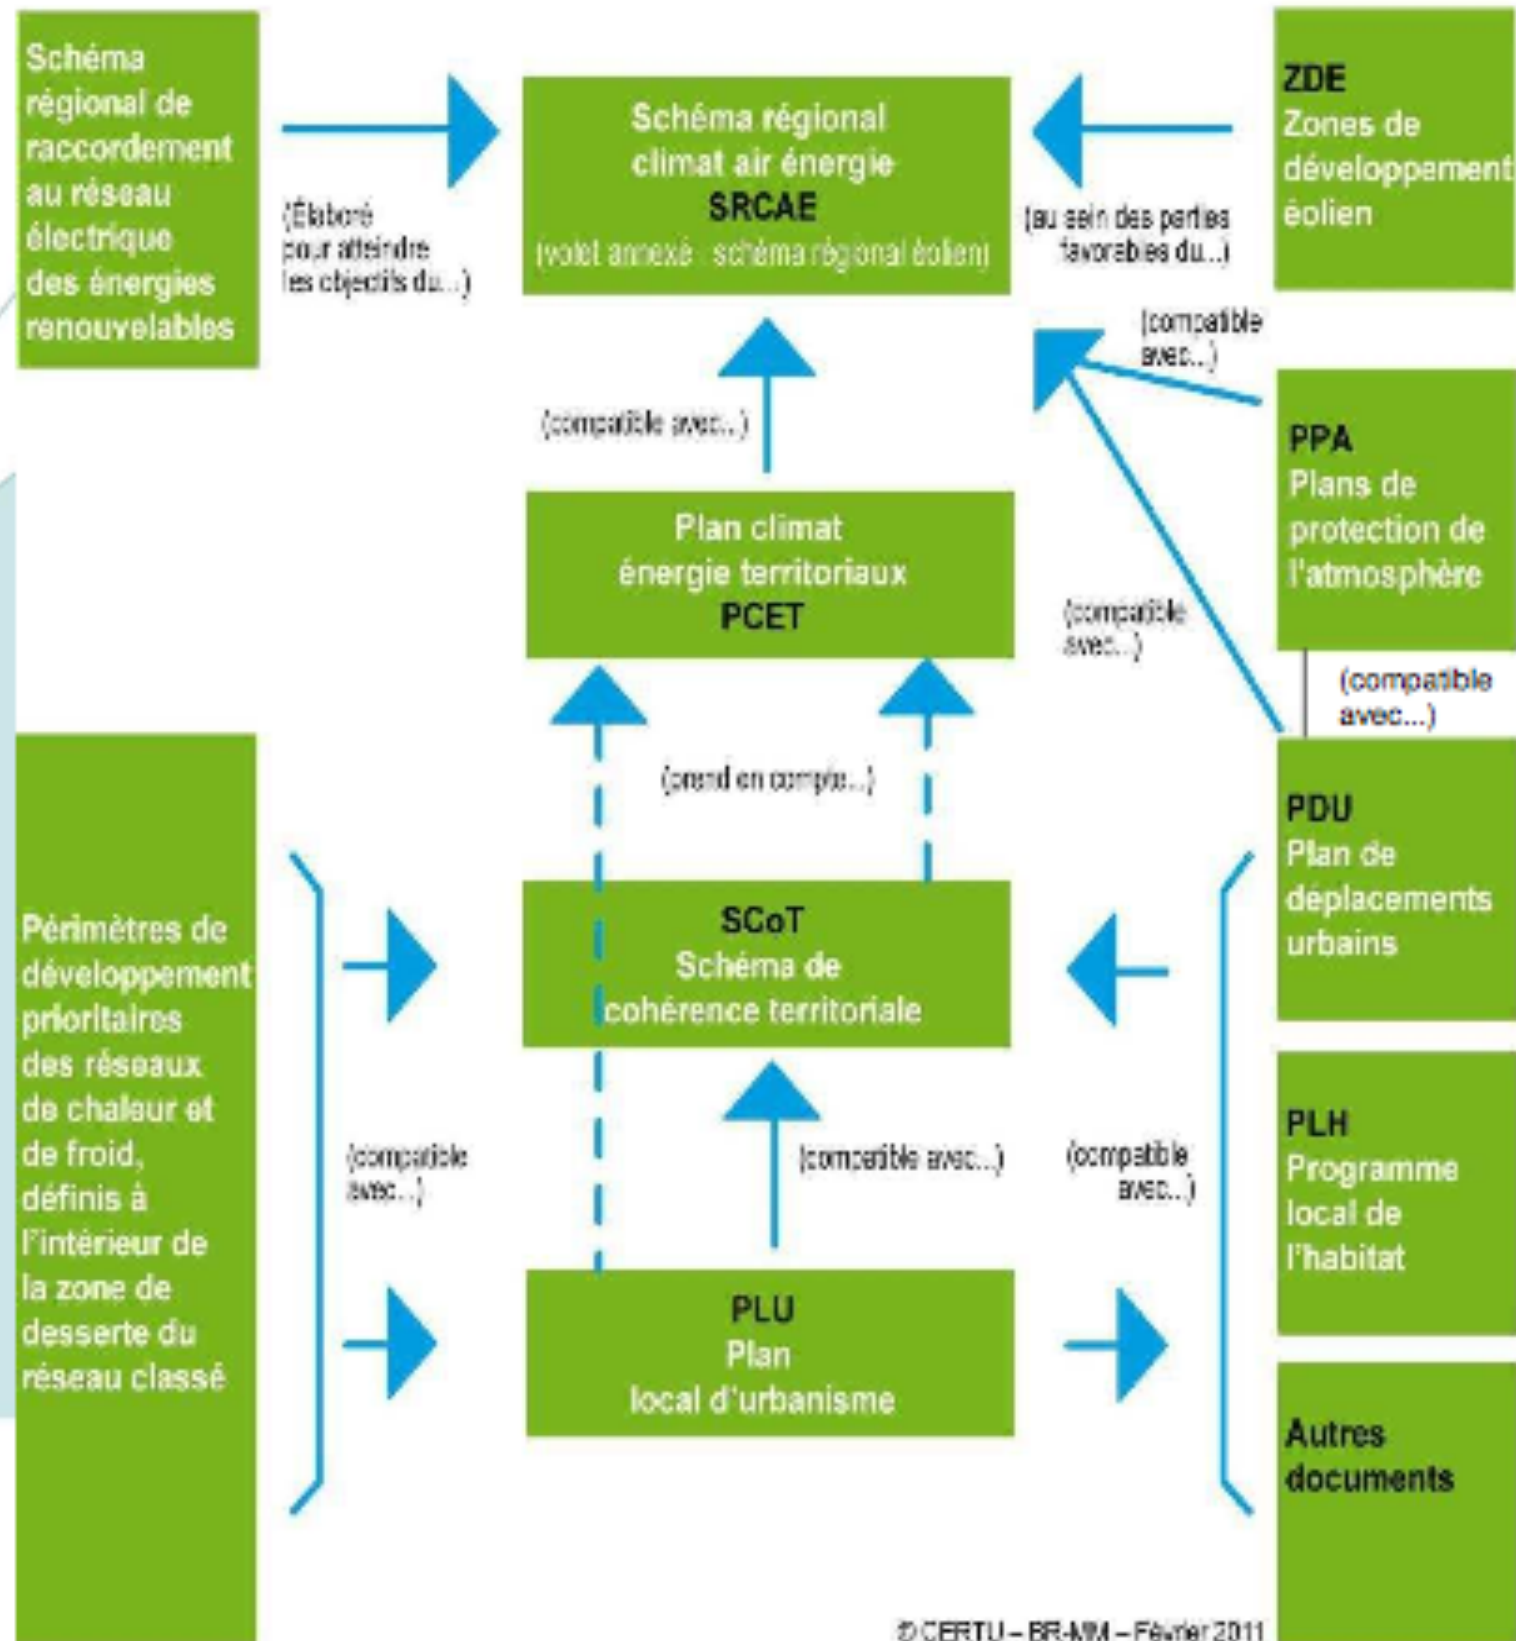 Schéma
régional de
raccordement
au réseau
électrique
des énergies
renouvelables
(Élaboré
pour atteindre
les objectifs du...)
Schéma régional
climat air énergie
SRCAE
(volet annexé : schéma régional éolien)
(au sein des parties
favorables du...)
ZDE
Zones de
développement
éolien
(compatible
avec...)
(compatible avec...)
PPA
Plans de
protection de
l'atmosphère
Plan climat
énergie territoriaux
PCET
(compatible
avec...)
(compatible
avec...)
(prend en compte...)
PDU
Plan de
déplacements
urbains
Périmètres de
développement
prioritaires
des réseaux
de chaleur et
de froid,
définis à
l'intérieur de
la zone de
desserte du
réseau classé
SCoT
Schéma de
cohérence territoriale
(compatible
avec...)
(compatible avec...)
(compatible
avec...)
PLH
Programme
local de
l'habitat
PLU
Plan
local d'urbanisme
Autres
documents
© CERTU – BR-MM – Février 2011